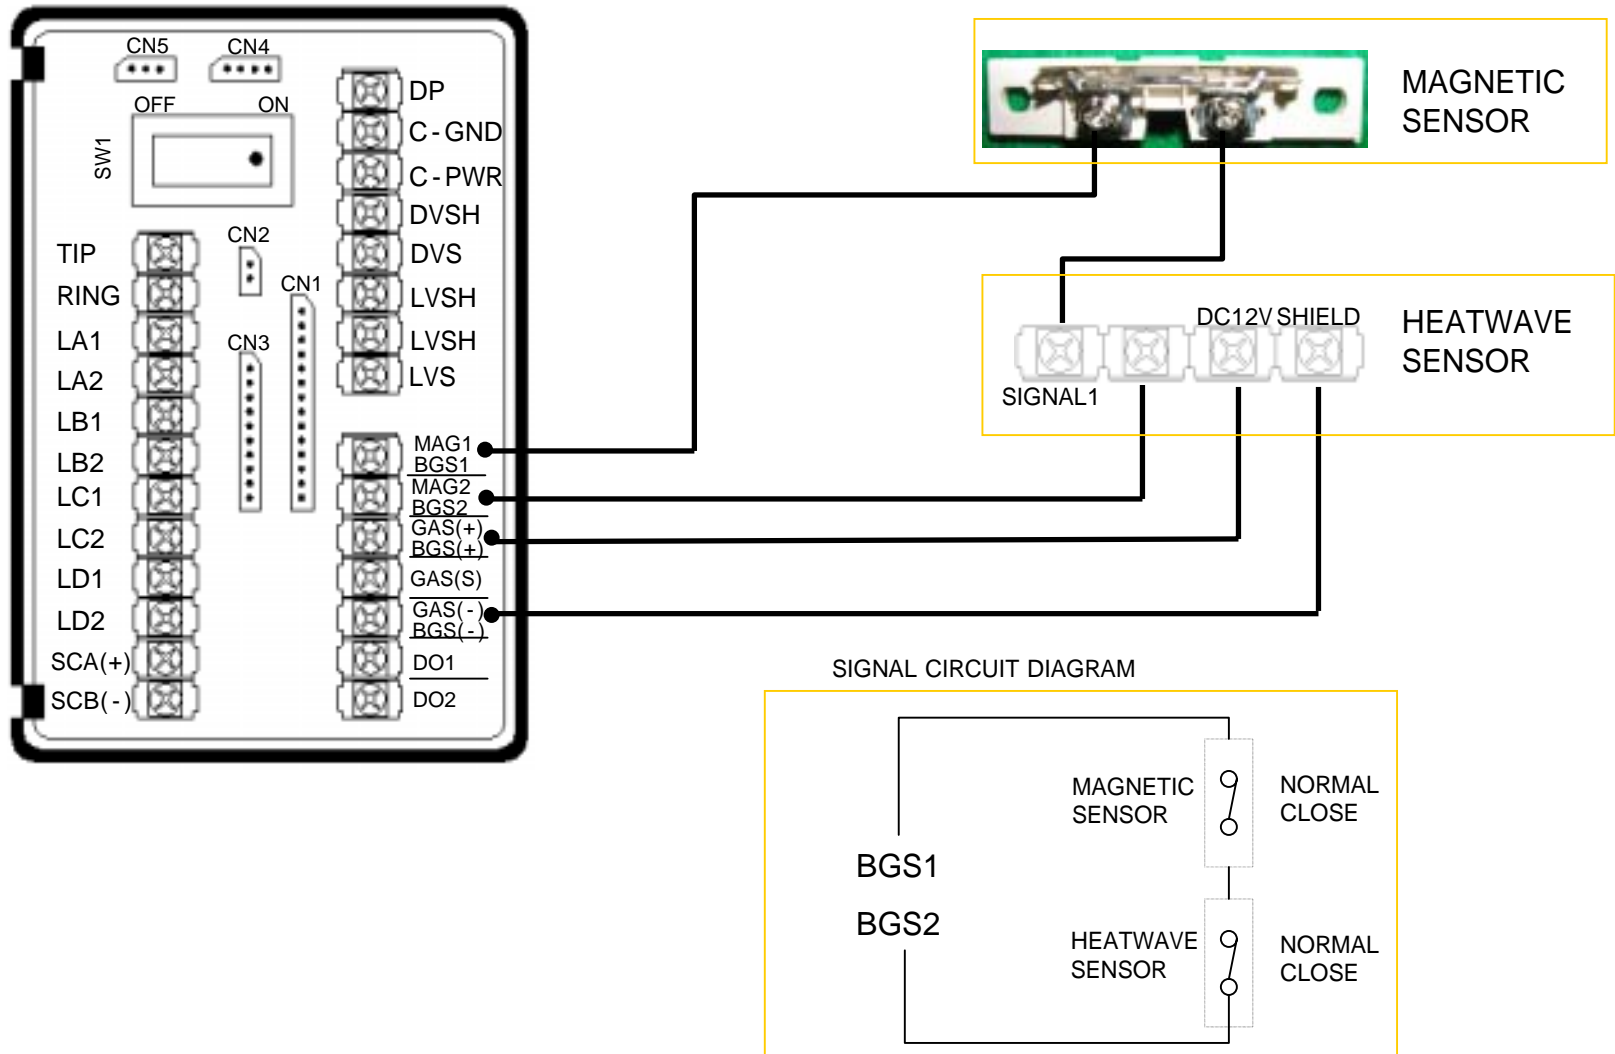 CN5
CN4
OFF
ON
SW1
CN2
CN1
CN3
TIP
RING
LA1
LA2
LB1
LB2
LC1
LC2
LD1
LD2
SCA(+)
SCB(-)
DP
C-GND
C-PWR
DVSH
DVS
LVSH
LVSH
LVS
MAG1
BGS1
MAG2
BGS2
GAS(+)
BGS(+)
GAS(S)
GAS(-)
BGS(-)
DO1
DO2
MAGNETIC
SENSOR
DC12V SHIELD
SIGNAL1
HEATWAVE
SENSOR
SIGNAL CIRCUIT DIAGRAM
BGS1
BGS2
MAGNETIC
SENSOR
NORMAL
CLOSE
HEATWAVE
SENSOR
NORMAL
CLOSE